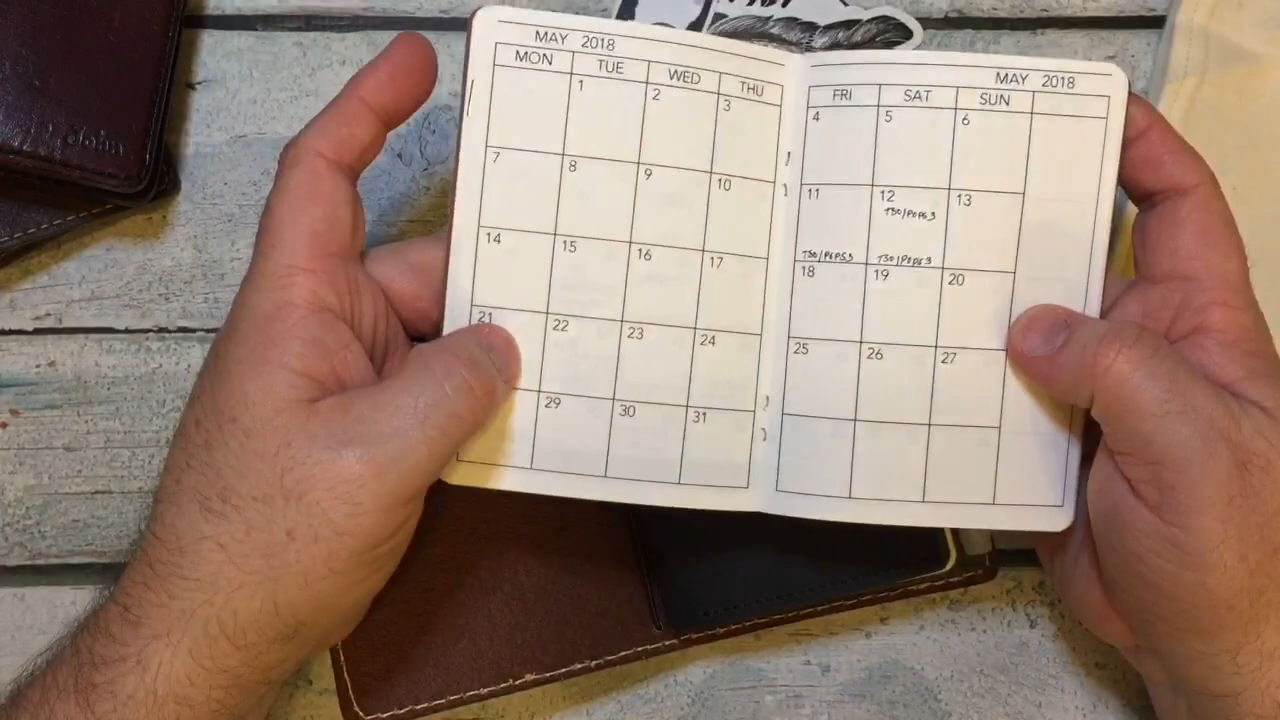 John
MAY 2018
MON TUE WED THU
1 2 3
7 8 9 10
14 15 16 17
21 22 23 24
29 30 31
MAY 2018
FRI SAT SUN
4 5 6
11 12 13
18 19 20
25 26 27